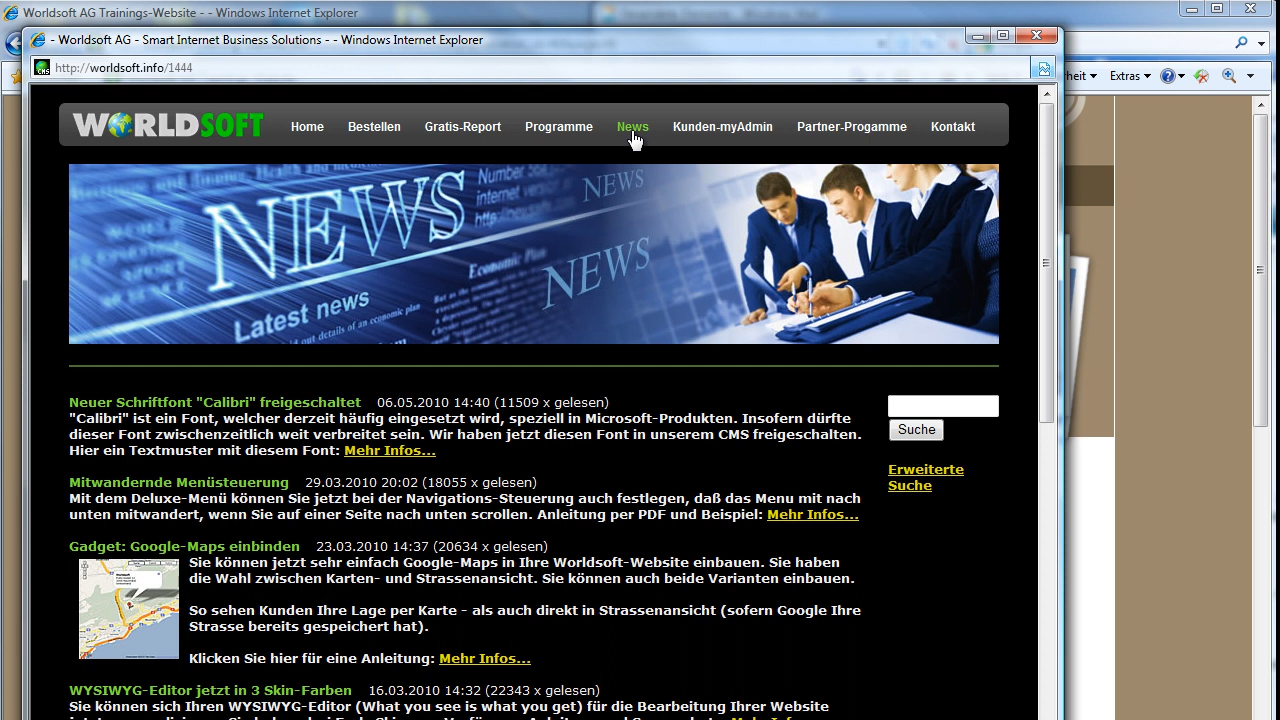 Worldsoft AG Trainings-Website - - Windows Internet Explorer
- Worldsoft AG - Smart Internet Business Solutions - - Windows Internet Explorer
http://worldsoft.info/1444
Extras
WORLDSOFT Home Bestellen Gratis-Report Programme News Kunden-myAdmin Partner-Progamme Kontakt
NEWS
NEWS
NEWS
Latest news
Economic Plan
Neuer Schriftfont "Calibri" freigeschaltet 06.05.2010 14:40 (11509 x gelesen)
"Calibri" ist ein Font, welcher derzeit häufig eingesetzt wird, speziell in Microsoft-Produkten. Insofern dürfte
dieser Font zwischenzeitlich weit verbreitet sein. Wir haben jetzt diesen Font in unserem CMS freigeschalten.
Hier ein Textmuster mit diesem Font: Mehr Infos...
Suche
Erweiterte
Suche
Mitwandernde Menüsteuerung 29.03.2010 20:02 (18055 x gelesen)
Mit dem Deluxe-Menü können Sie jetzt bei der Navigations-Steuerung auch festlegen, daß das Menu mit nach
unten mitwandert, wenn Sie auf einer Seite nach unten scrollen. Anleitung per PDF und Beispiel: Mehr Infos...
Gadget: Google-Maps einbinden 23.03.2010 14:37 (20634 x gelesen)
Sie können jetzt sehr einfach Google-Maps in Ihre Worldsoft-Website einbauen. Sie haben
die Wahl zwischen Karten- und Strassenansicht. Sie können auch beide Varianten einbauen.
So sehen Kunden Ihre Lage per Karte - als auch direkt in Strassenansicht (sofern Google Ihre
Strasse bereits gespeichert hat).
Klicken Sie hier für eine Anleitung: Mehr Infos...
WYSIWYG-Editor jetzt in 3 Skin-Farben 16.03.2010 14:32 (22343 x gelesen)
Sie können sich Ihren WYSIWYG-Editor (What you see is what you get) für die Bearbeitung Ihrer Website